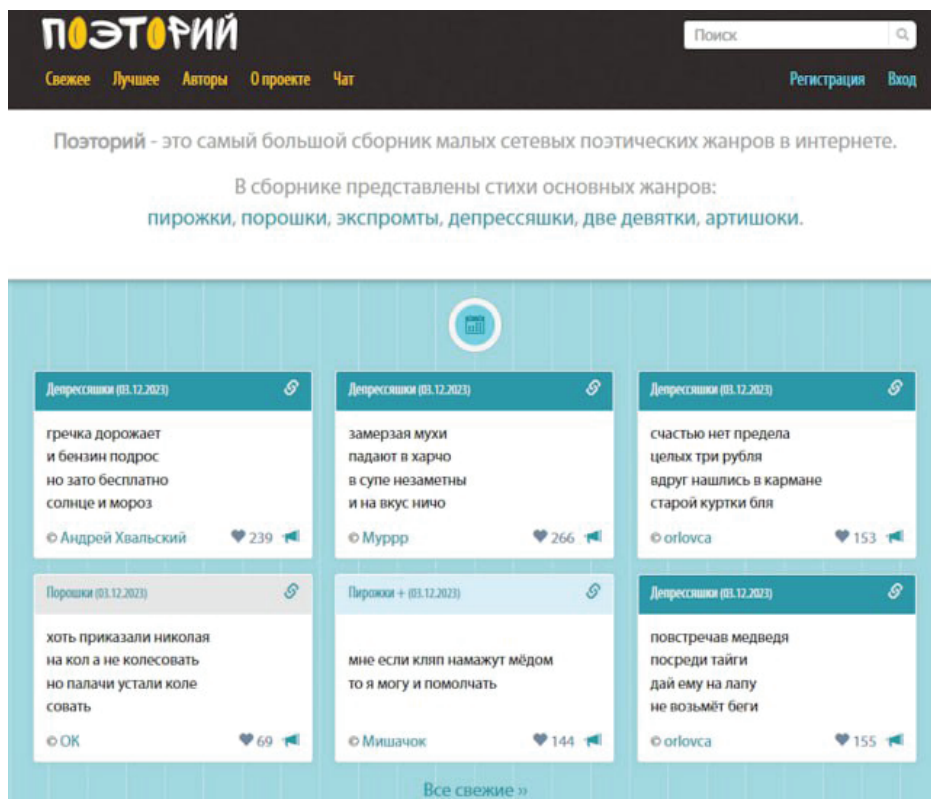 ПОЭТОРИЙ
Поиск
Свежее Лучшее Авторы О проекте Чат
Регистрация Вход
Поэторий - это самый большой сборник малых сетевых поэтических жанров в интернете.
В сборнике представлены стихи основных жанров:
пирожки, порошки, экспромты, депрессяшки, две девятки, артишоки.
Депрессяшки (03.12.2023)
гречка дорожает
и бензин подрос
но зато бесплатно
солнце и мороз
© Андрей Хвальский 239
Депрессяшки (03.12.2023)
замерзая мухи
падают в харчо
в супе незаметны
и на вкус ничо
© Муррр 266
Депрессяшки (03.12.2023)
счастью нет предела
целых три рубля
вдруг нашлись в кармане
старой куртки бля
© orlovca 153
Порошки (03.12.2023)
хоть приказали николая
на кол а не колесовать
но палачи устали коле
совать
© ОК 69
Пирожки + (03.12.2023)
мне если кляп намажут мёдом
то я могу и помолчать
© Мишачок 144
Депрессяшки (03.12.2023)
повстречав медведя
посреди тайги
дай ему на лапу
не возьмёт беги
© orlovca 155
Все свежие »